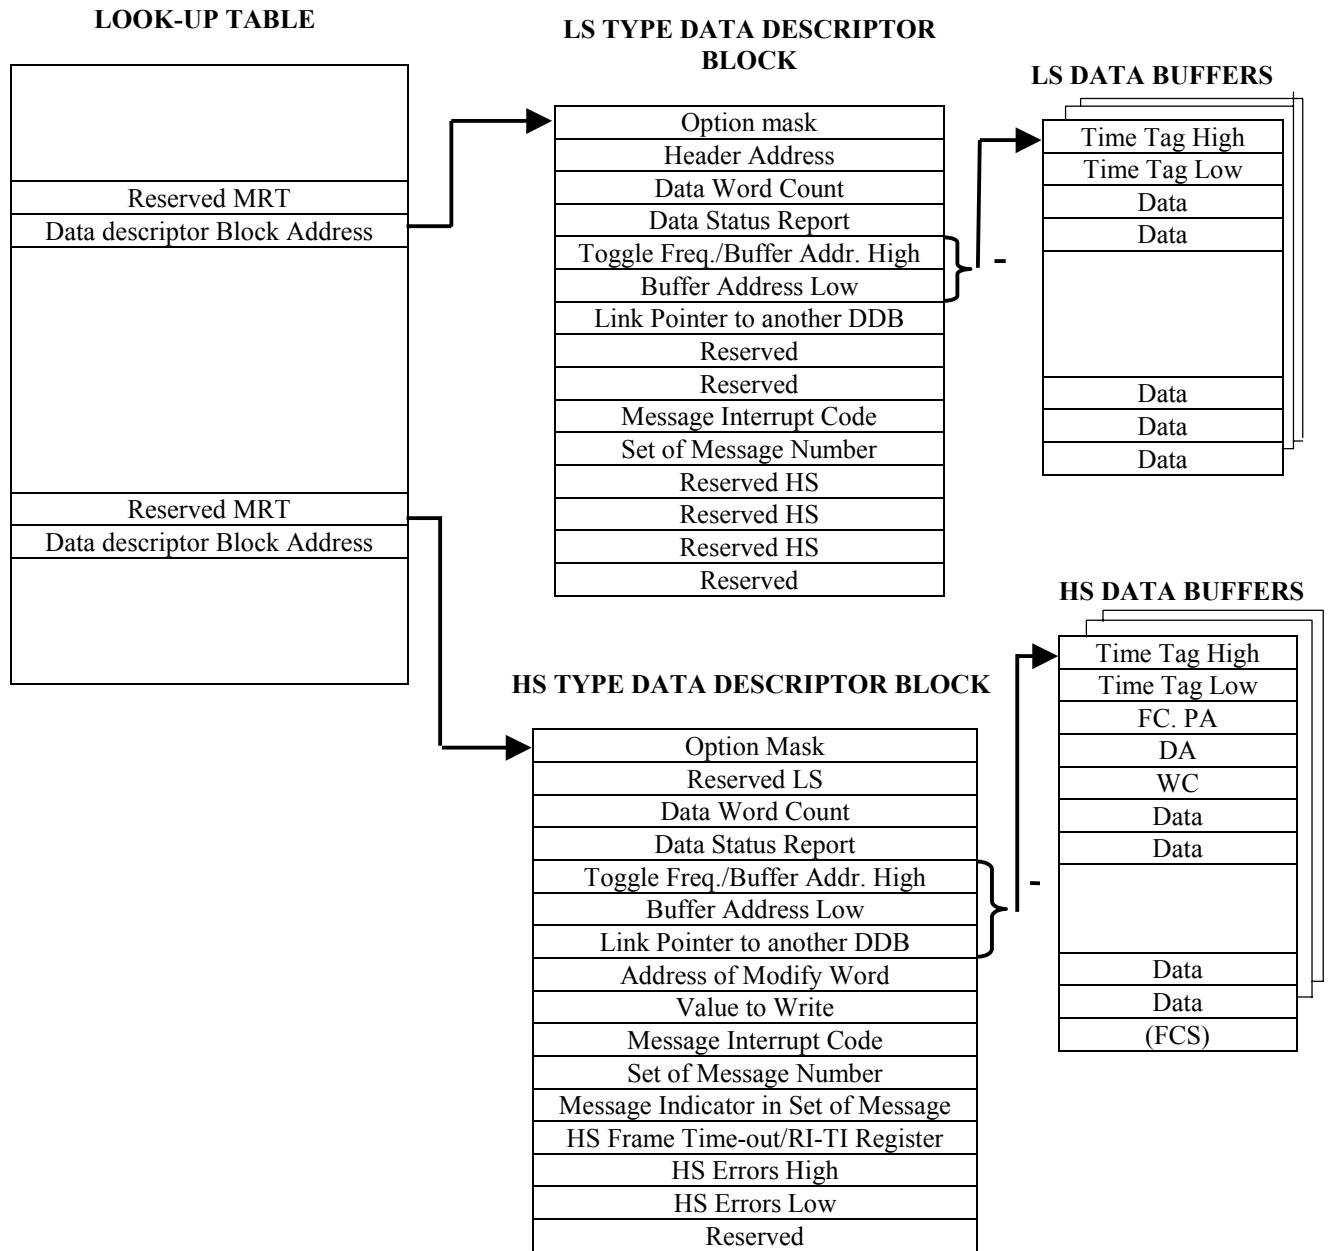 LOOK-UP TABLE
Reserved MRT
Data descriptor Block Address
Reserved MRT
Data descriptor Block Address
LS TYPE DATA DESCRIPTOR
BLOCK
Option mask
Header Address
Data Word Count
Data Status Report
Toggle Freq./Buffer Addr. High
Buffer Address Low
Link Pointer to another DDB
Reserved
Reserved
Message Interrupt Code
Set of Message Number
Reserved HS
Reserved HS
Reserved HS
Reserved
LS DATA BUFFERS
Time Tag High
Time Tag Low
Data
Data
Data
Data
Data
HS TYPE DATA DESCRIPTOR BLOCK
Option Mask
Reserved LS
Data Word Count
Data Status Report
Toggle Freq./Buffer Addr. High
Buffer Address Low
Link Pointer to another DDB
Address of Modify Word
Value to Write
Message Interrupt Code
Set of Message Number
Message Indicator in Set of Message
HS Frame Time-out/RI-TI Register
HS Errors High
HS Errors Low
Reserved
HS DATA BUFFERS
Time Tag High
Time Tag Low
FC. PA
DA
WC
Data
Data
Data
Data
(FCS)